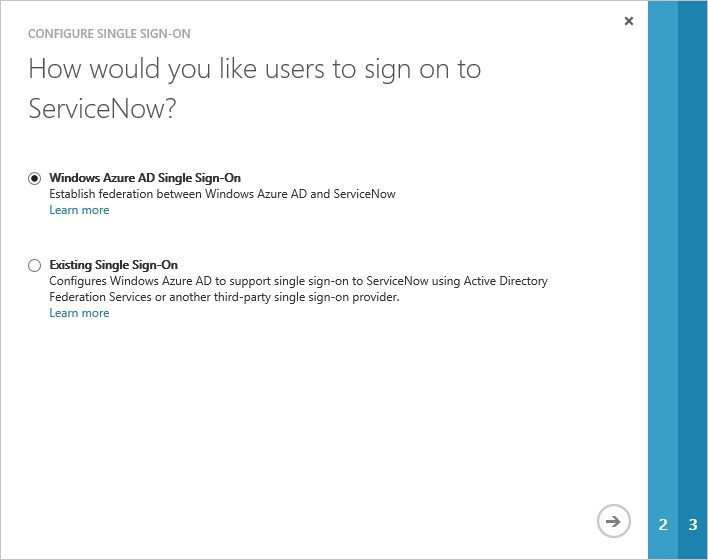 CONFIGURE SINGLE SIGN-ON
How would you like users to sign on to
ServiceNow?
Windows Azure AD Single Sign-On
Establish federation between Windows Azure AD and ServiceNow
Learn more
Existing Single Sign-On
Configures Windows Azure AD to support single sign-on to ServiceNow using Active Directory
Federation Services or another third-party single sign-on provider.
Learn more
2 3